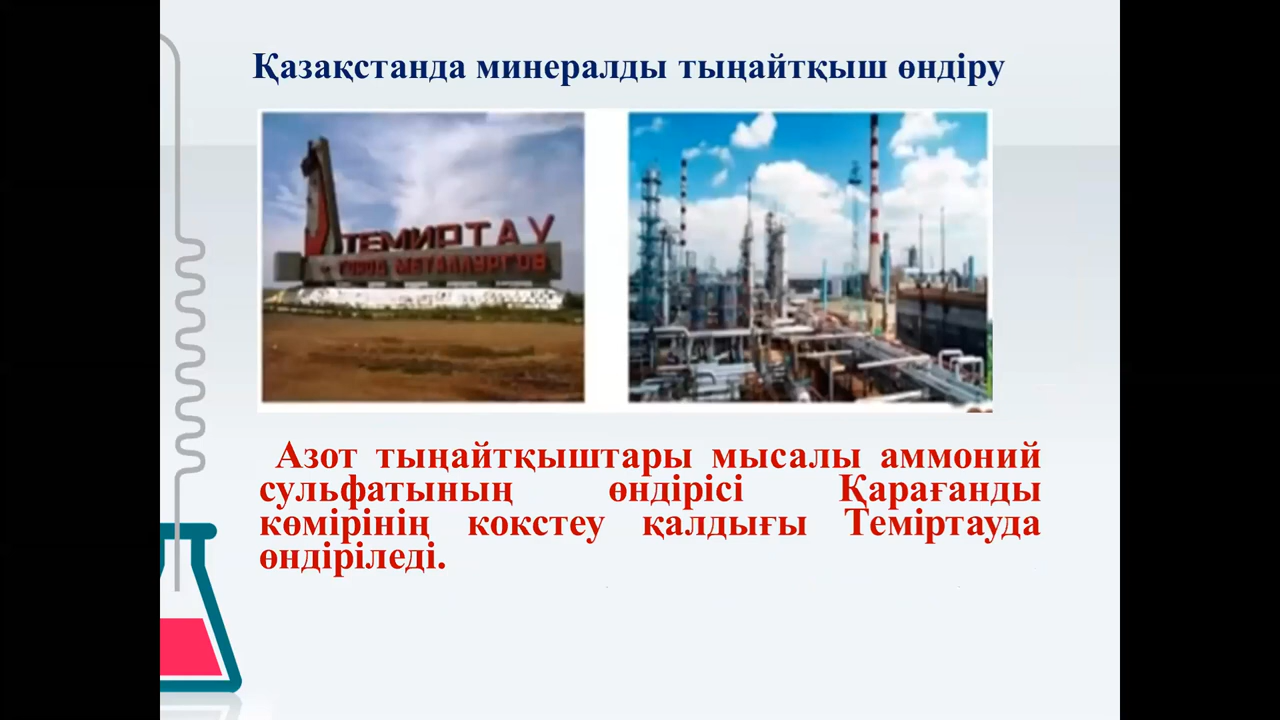 Қазақстанда минералды тыңайтқыш өндіру
ТЕМИРТАУ
ГОРОД МЕТАЛЛУРГОВ
Азот тыңайтқыштары мысалы аммоний
сульфатының өндірісі Қарағанды
көмірінің кокстеу қалдығы Теміртауда
өндіріледі.